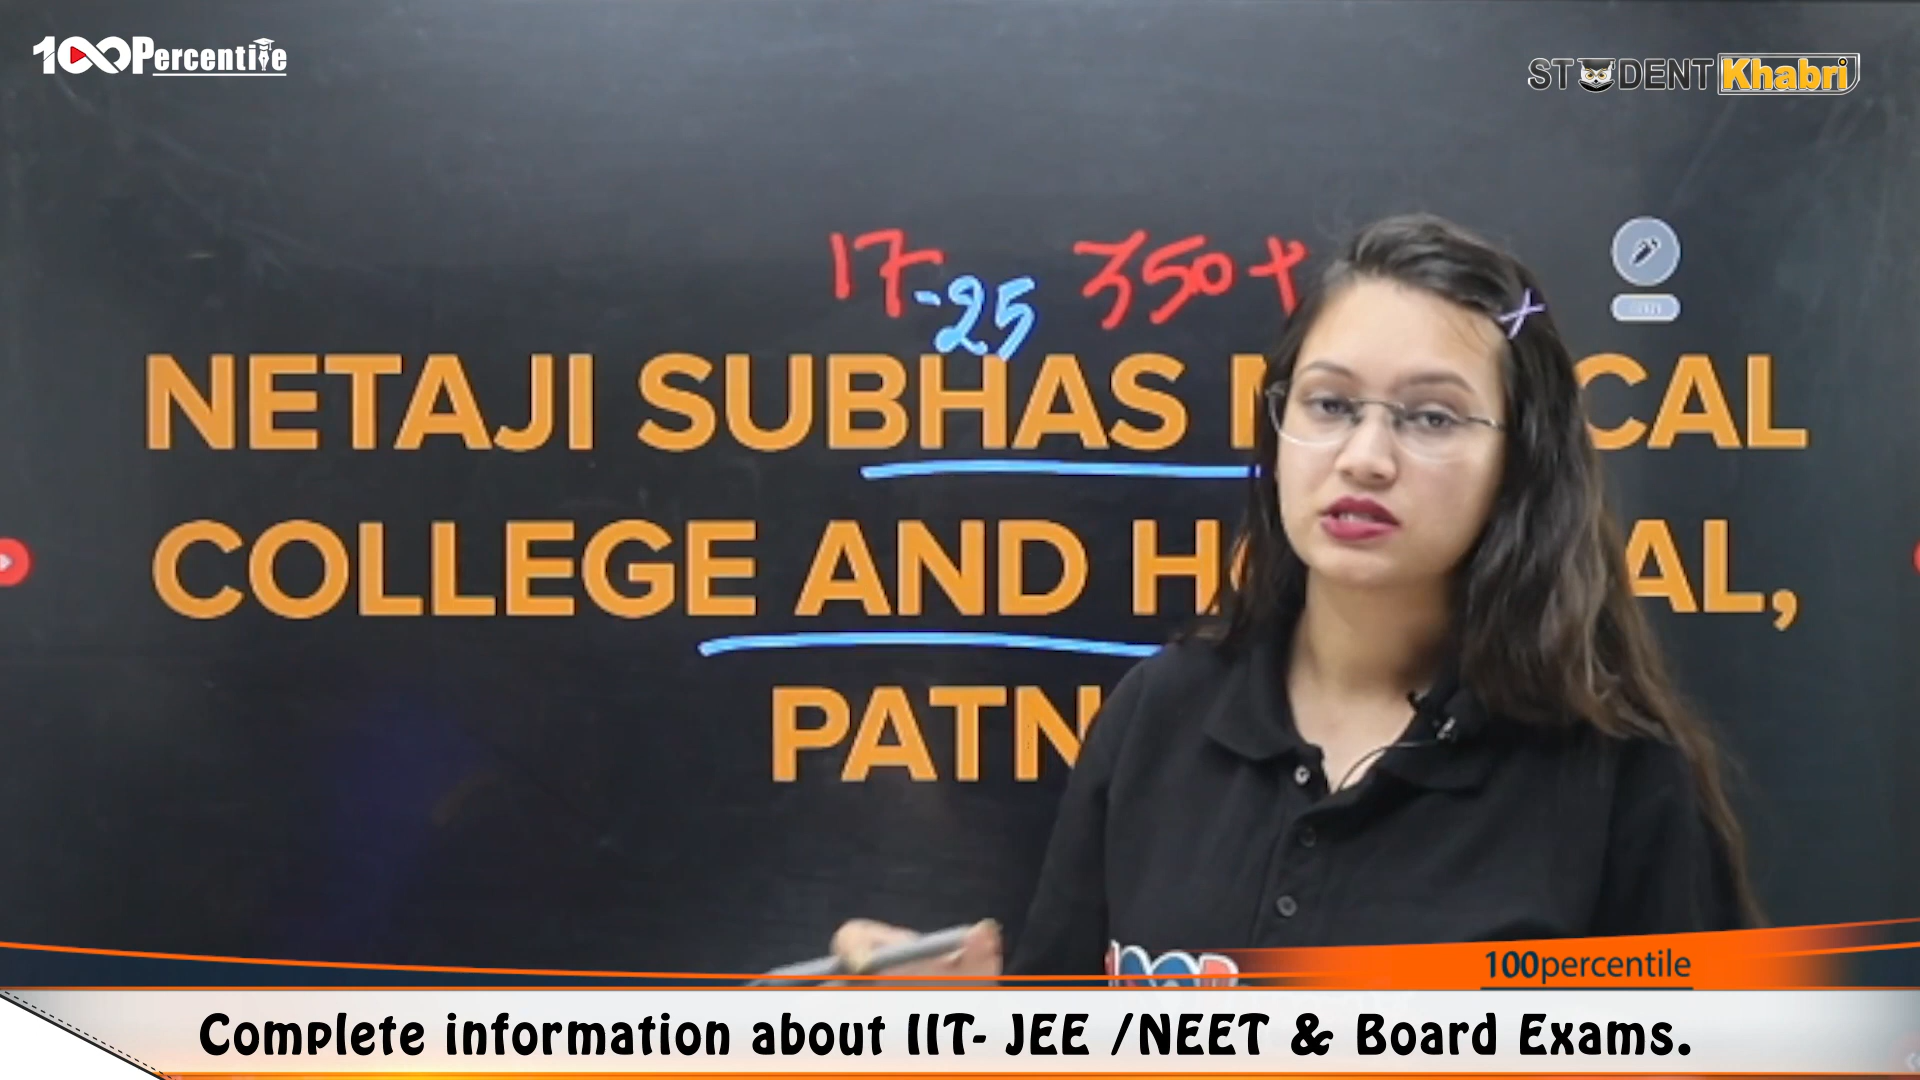 100Percentile
STUDENT Khabri
17-25 350+
NETAJI SUBHAS CAL
COLLEGE AND AL,
PATN
100percentile
Complete information about IIT- JEE /NEET & Board Exams.